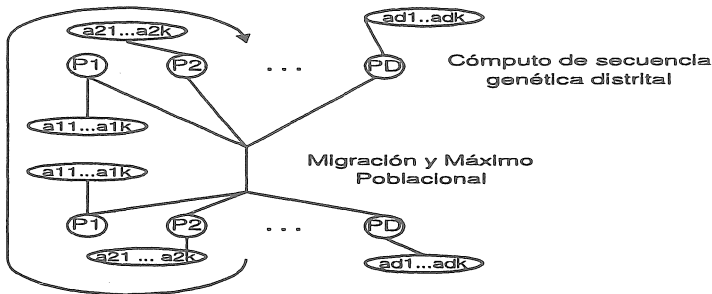 a21...a2k
ad1..adk
P1
P2
...
PD
Cómputo de secuencia
genética distrital
a11...a1k
a11...a1k
Migración y Máximo
Poblacional
P1
P2
...
PD
a21 ... a2k
ad1...adk